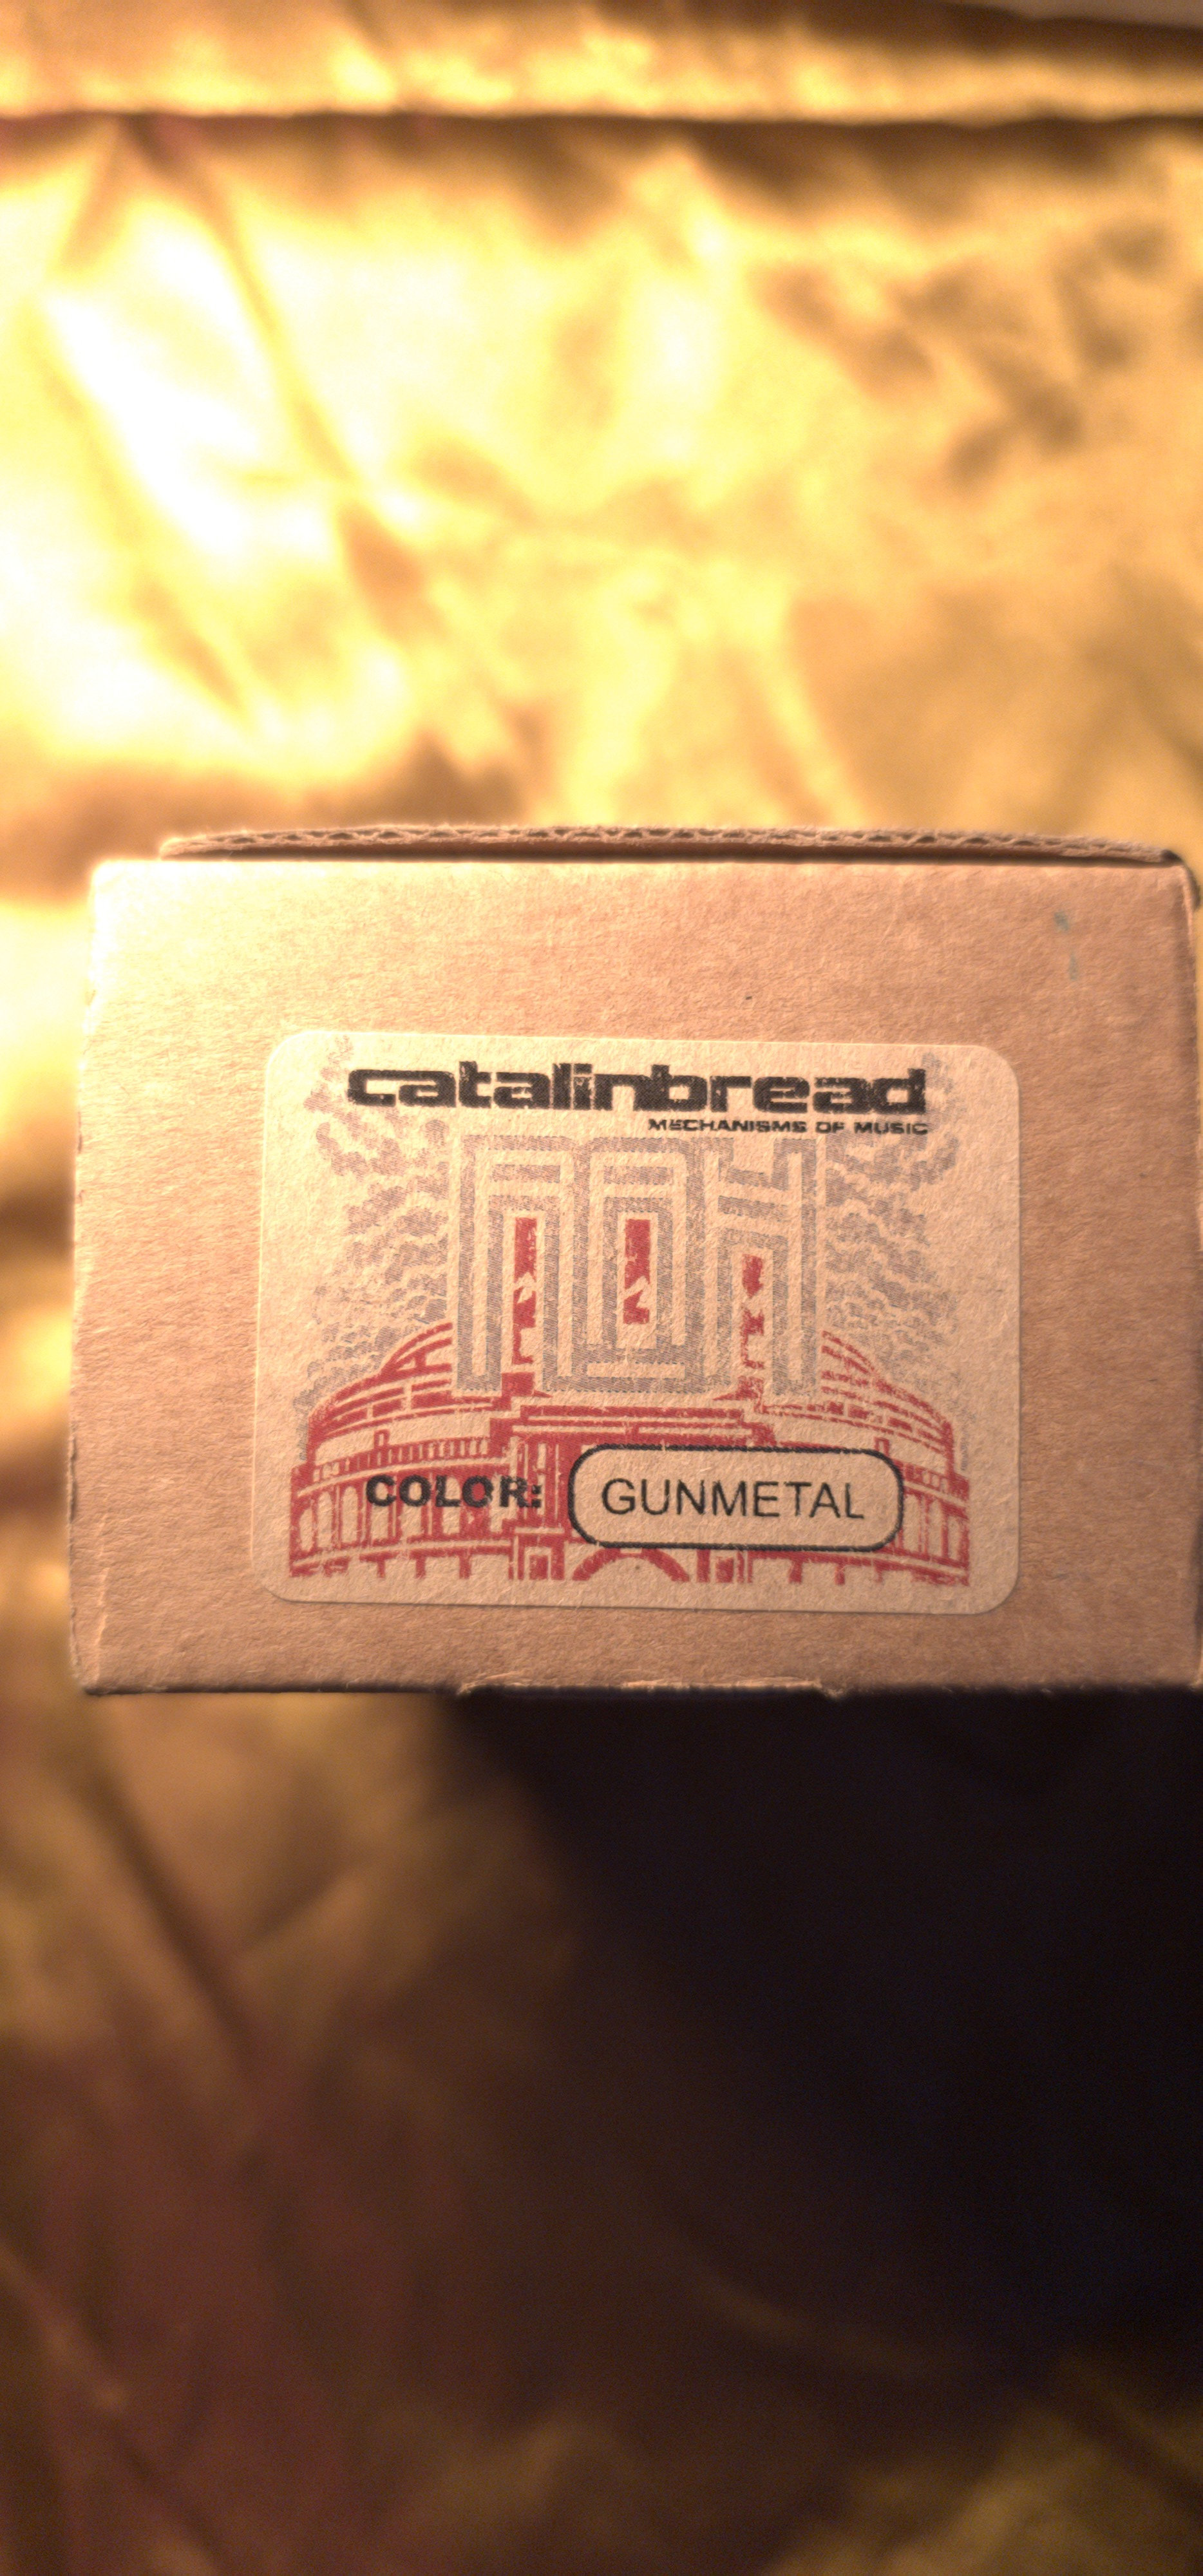 catalinbread
MECHANISMS OF MUSIC
RAH
COLOR: GUNMETAL